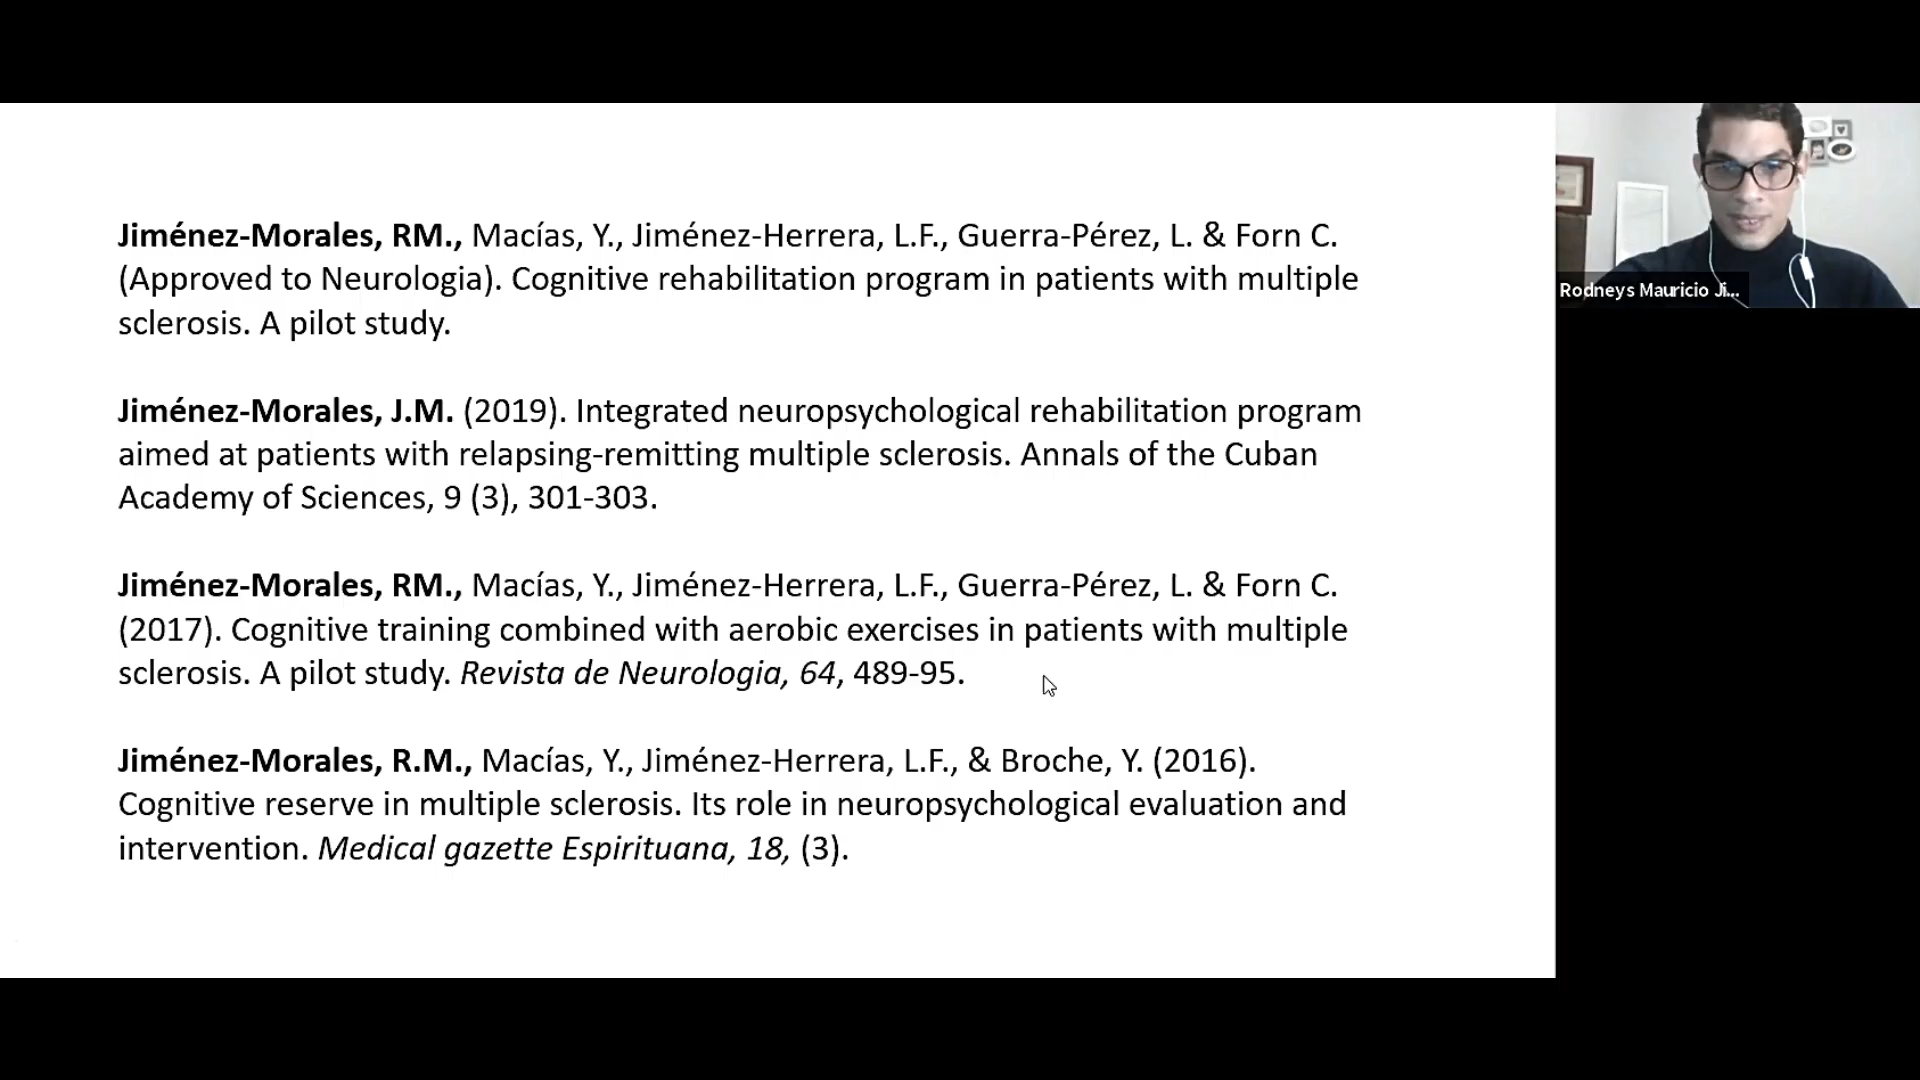 Jiménez-Morales, RM., Macías, Y., Jiménez-Herrera, L.F., Guerra-Pérez, L. & Forn C.
(Approved to Neurologia). Cognitive rehabilitation program in patients with multiple
sclerosis. A pilot study.
Jiménez-Morales, J.M. (2019). Integrated neuropsychological rehabilitation program
aimed at patients with relapsing-remitting multiple sclerosis. Annals of the Cuban
Academy of Sciences, 9 (3), 301-303.
Jiménez-Morales, RM., Macías, Y., Jiménez-Herrera, L.F., Guerra-Pérez, L. & Forn C.
(2017). Cognitive training combined with aerobic exercises in patients with multiple
sclerosis. A pilot study. Revista de Neurologia, 64, 489-95.
Jiménez-Morales, R.M., Macías, Y., Jiménez-Herrera, L.F., & Broche, Y. (2016).
Cognitive reserve in multiple sclerosis. Its role in neuropsychological evaluation and
intervention. Medical gazette Espirituana, 18, (3).
Rodneys Mauricio Ji...